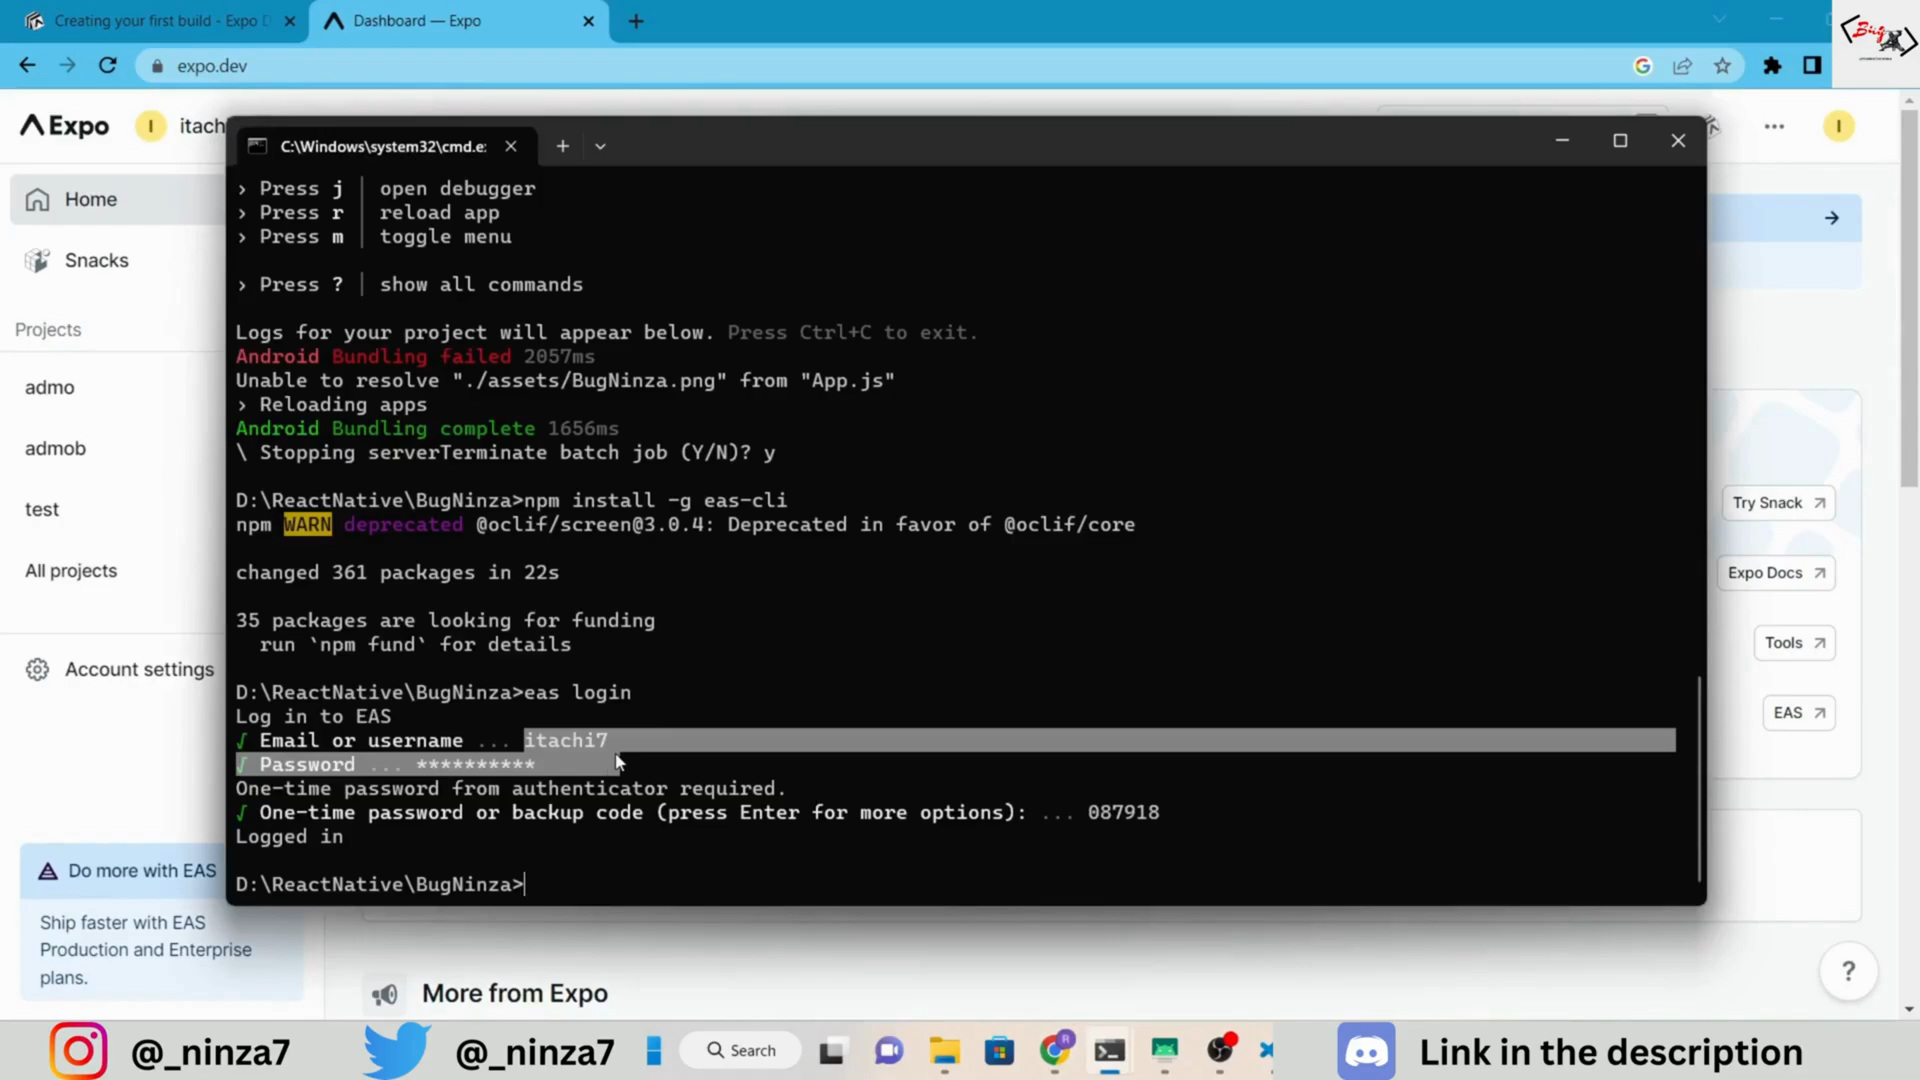 Creating your first build - Expo D
Dashboard — Expo
expo.dev
Expo
I
itach
I
Home
Snacks
Projects
admo
admob
test
All projects
Account settings
Do more with EAS
Ship faster with EAS
Production and Enterprise
plans.
C:\Windows\system32\cmd.e:
› Press j │ open debugger
› Press r │ reload app
› Press m │ toggle menu
› Press ? │ show all commands
Logs for your project will appear below. Press Ctrl+C to exit.
Android Bundling failed 2057ms
Unable to resolve "./assets/BugNinza.png" from "App.js"
› Reloading apps
Android Bundling complete 1656ms
\ Stopping serverTerminate batch job (Y/N)? y
D:\ReactNative\BugNinza>npm install -g eas-cli
npm WARN deprecated @oclif/screen@3.0.4: Deprecated in favor of @oclif/core
changed 361 packages in 22s
35 packages are looking for funding
run `npm fund` for details
D:\ReactNative\BugNinza>eas login
Log in to EAS
√ Email or username ... itachi7
√ Password ... **********
One-time password from authenticator required.
√ One-time password or backup code (press Enter for more options): ... 087918
Logged in
D:\ReactNative\BugNinza>
Try Snack
Expo Docs
Tools
EAS
?
More from Expo
@_ninza7
@_ninza7
Search
Link in the description